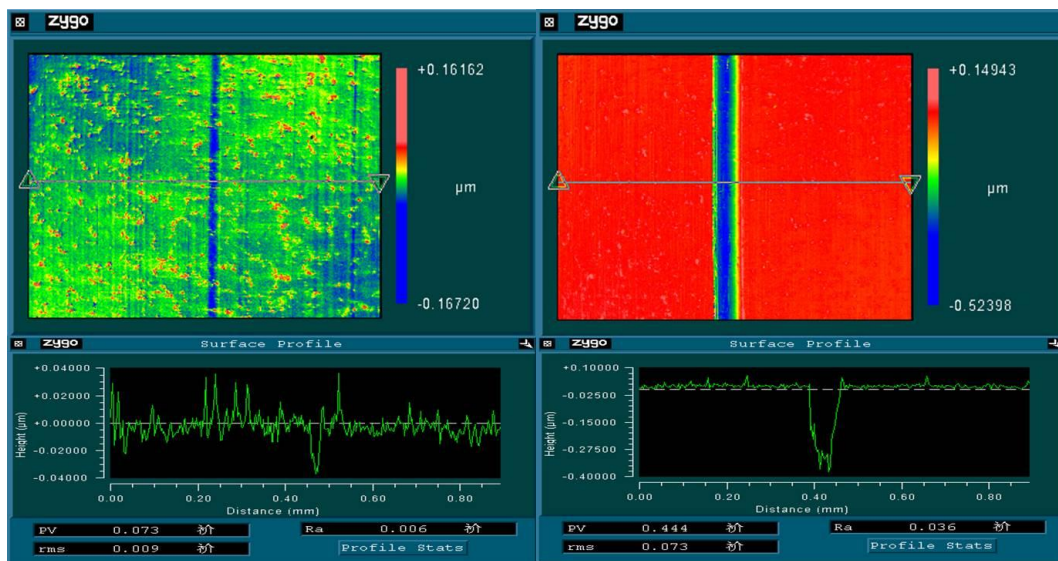 zygo
+0.16162
µm
-0.16720
zygo
Surface Profile
+0.04000
+0.02000
+0.00000
-0.02000
-0.04000
Height (µm)
0.00 0.20 0.40 0.60 0.80
Distance (mm)
PV 0.073
Ra 0.006
rms 0.009
Profile Stats
zygo
+0.14943
µm
-0.52398
zygo
Surface Profile
+0.10000
-0.02500
-0.15000
-0.27500
-0.40000
Height (µm)
0.00 0.20 0.40 0.60 0.80
Distance (mm)
PV 0.444
Ra 0.036
rms 0.073
Profile Stats